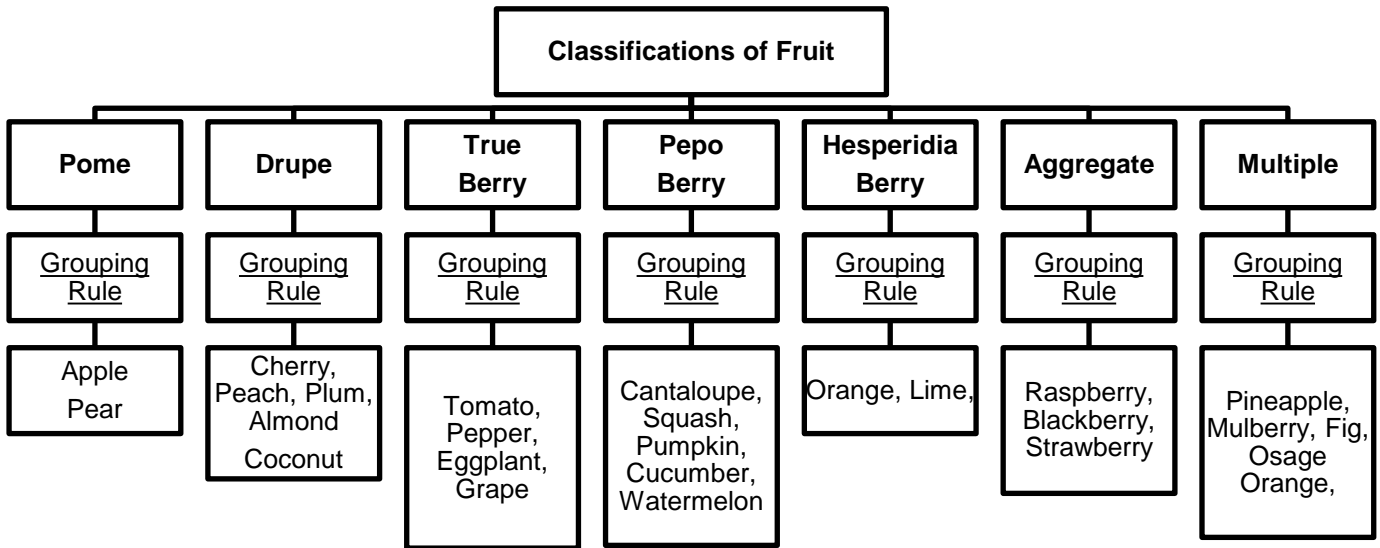 Classifications of Fruit
Pome
Drupe
True
Berry
Pepo
Berry
Hesperidia
Berry
Aggregate
Multiple
Grouping
Rule
Grouping
Rule
Grouping
Rule
Grouping
Rule
Grouping
Rule
Grouping
Rule
Grouping
Rule
Apple
Pear
Cherry,
Peach, Plum,
Almond
Coconut
Tomato,
Pepper,
Eggplant,
Grape
Cantaloupe,
Squash,
Pumpkin,
Cucumber,
Watermelon
Orange, Lime,
Raspberry,
Blackberry,
Strawberry
Pineapple,
Mulberry, Fig,
Osage
Orange,